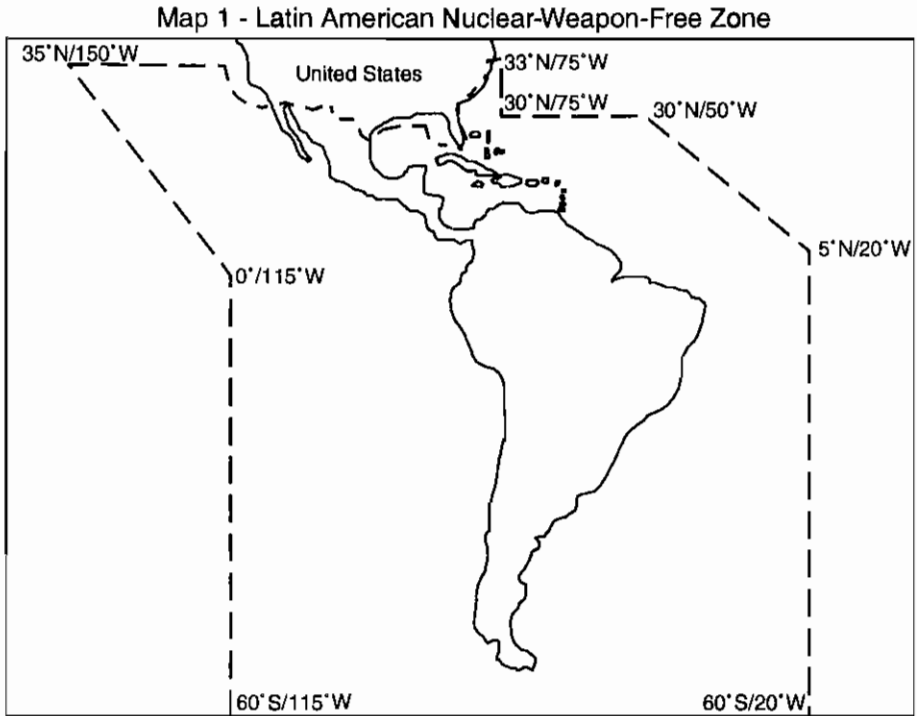 Map 1 - Latin American Nuclear-Weapon-Free Zone
35°N/150°W
United States
33°N/75°W
30°N/75°W
30°N/50°W
5°N/20°W
0°/115°W
60°S/115°W
60°S/20°W